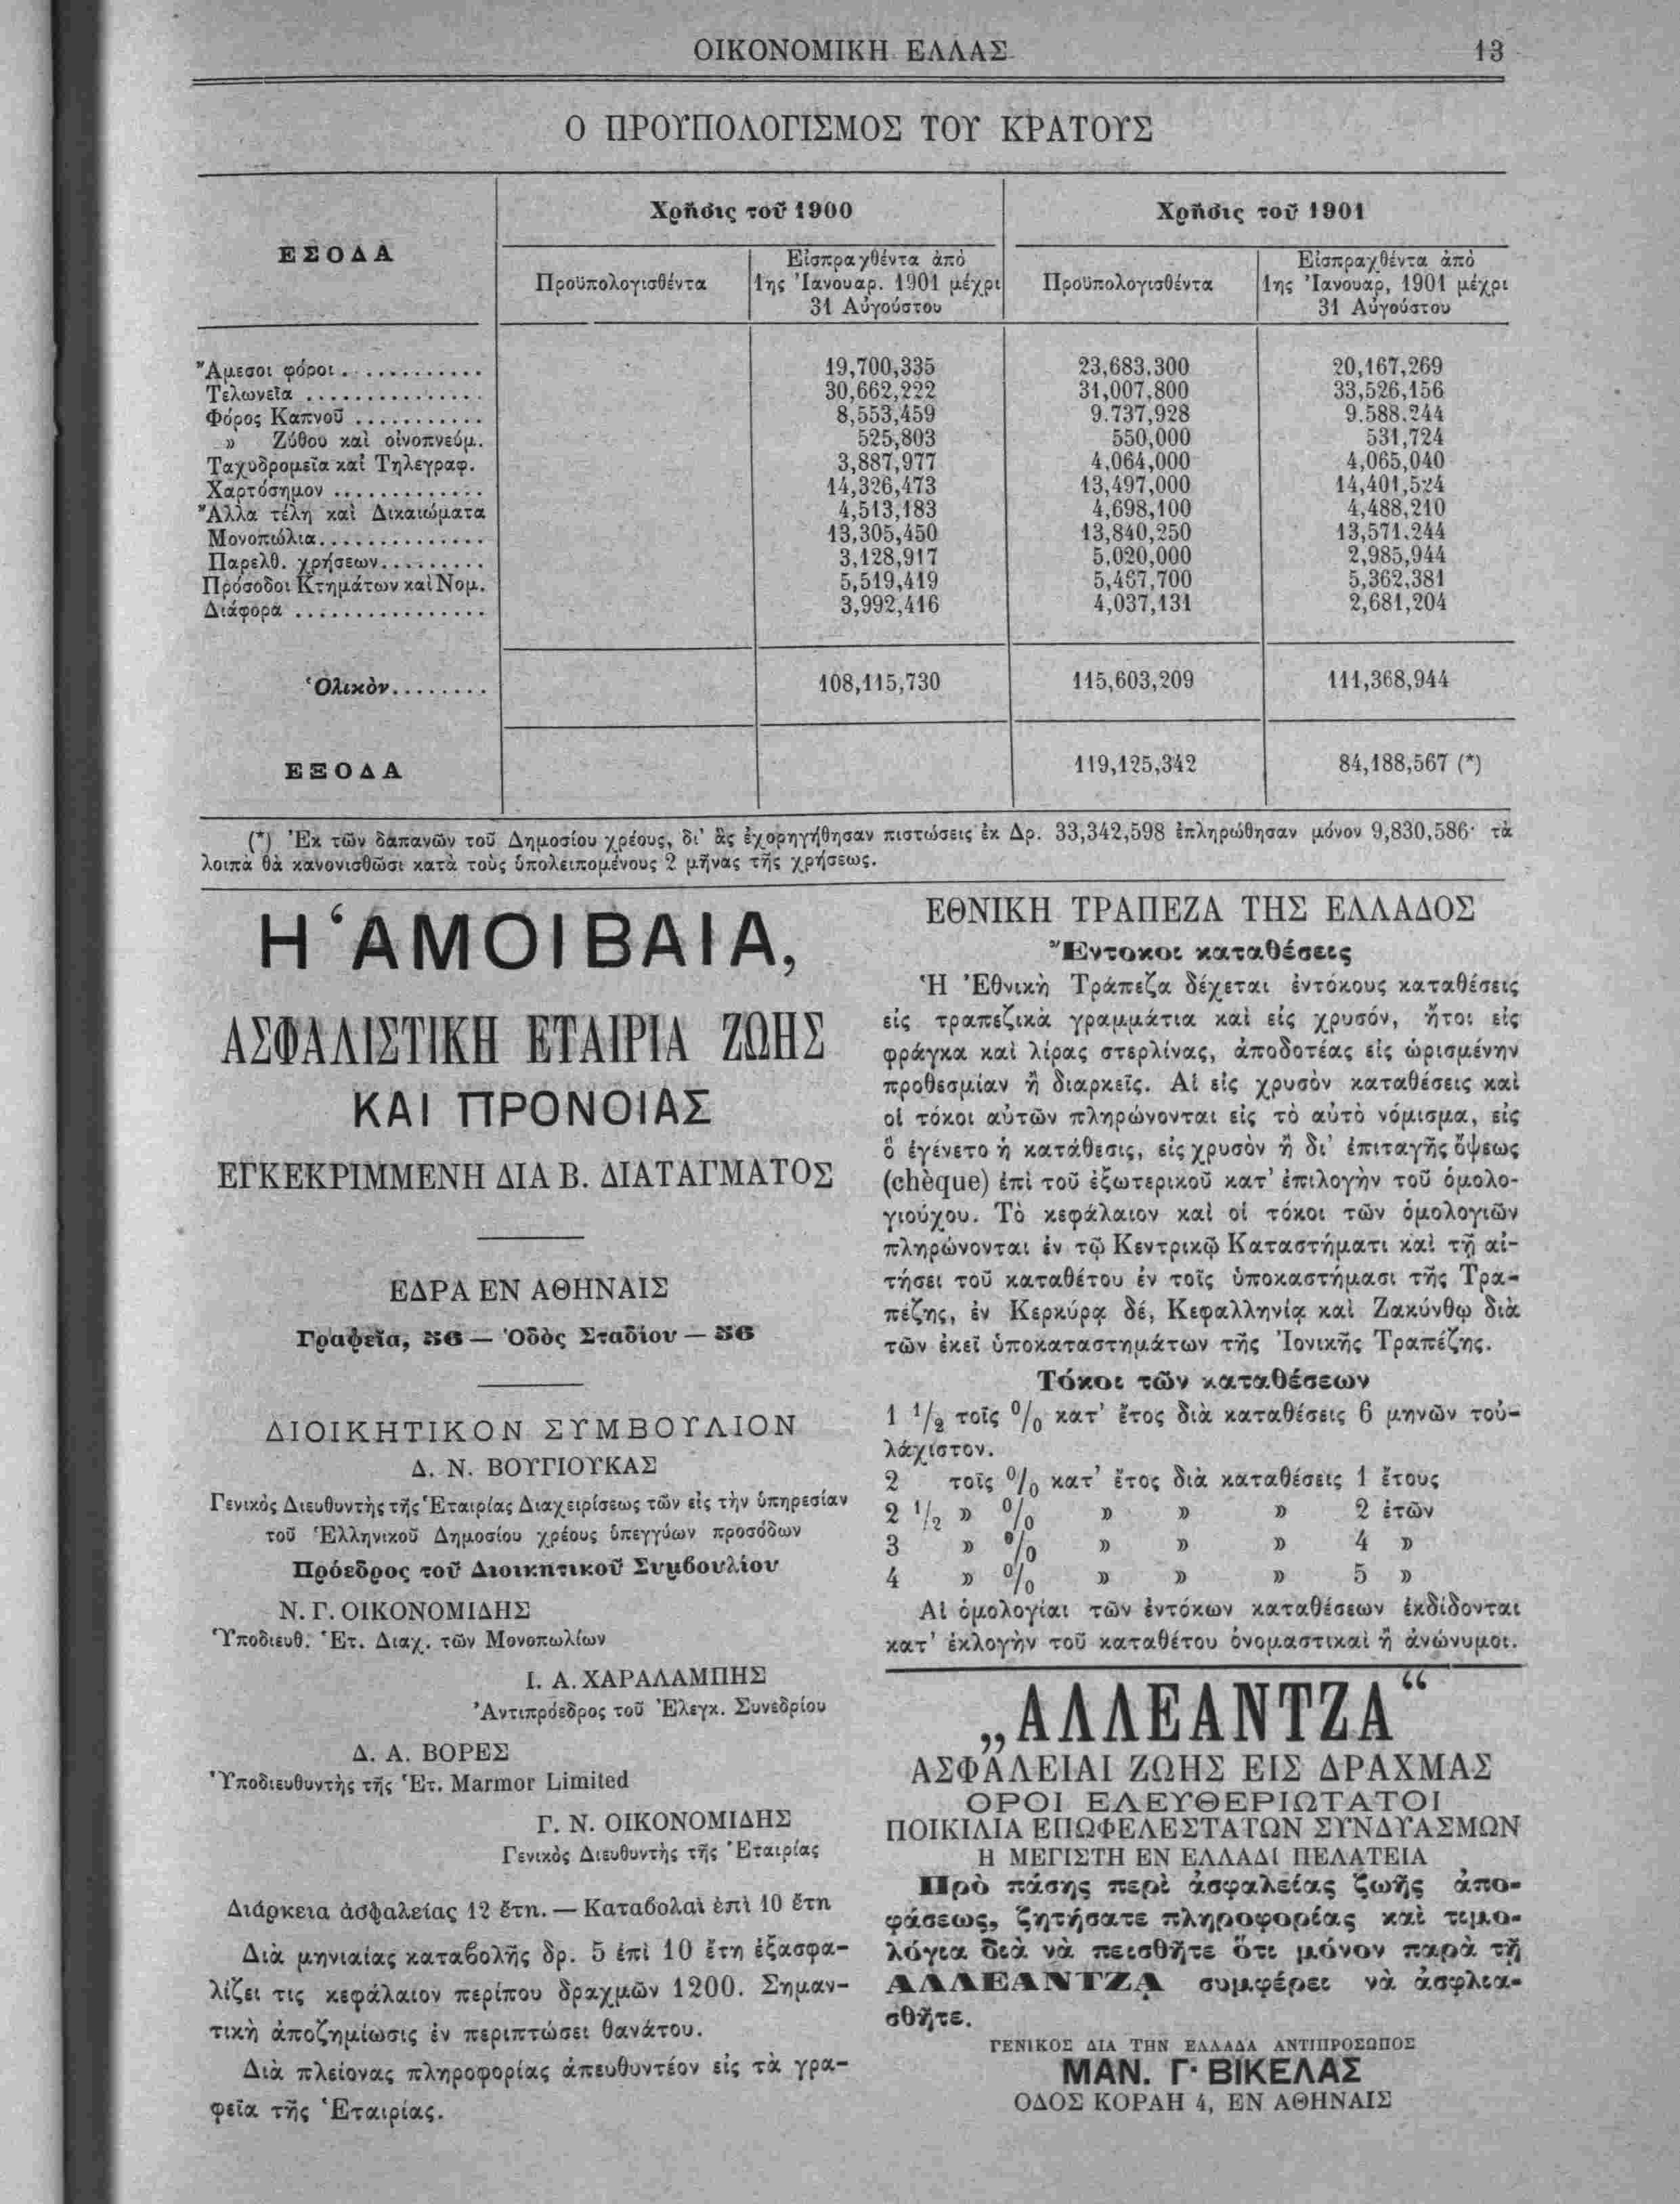 ΟΙΚΟΝΟΜΙΚΗ ΕΛΛΑΣ 13
Ο ΠΡΟΥΠΟΛΟΓΙΣΜΟΣ ΤΟΥ ΚΡΑΤΟΥΣ
ΕΣΟΔΑ
Χρῆσις τοῦ 1900 Χρῆσις τοῦ 1901
Προϋπολογισθέντα Εἰσπραχθέντα ἀπὸ 1ης Ἰανουαρ. 1901 μέχρι 31 Αὐγούστου Προϋπολογισθέντα Εἰσπραχθέντα ἀπὸ 1ης Ἰανουαρ, 1901 μέχρι 31 Αὐγούστου
Ἄμεσοι φόροι ............ 19,700,335 23,683.300 20,167,269
Τελωνεῖα ............... 30,662,222 31,007,800 33,526,156
Φόρος Καπνοῦ ........... 8,553,459 9.737,928 9.588.244
» Ζύθου καὶ οἰνοπνεύμ. 525,803 550,000 531,724
Ταχυδρομεῖα καὶ Τηλεγραφ. 3,887,977 4,064,000 4,065,040
Χαρτόσημον ............. 14,326,473 13,497,000 14,401,524
Ἄλλα τέλη καὶ Δικαιώματα 4,513,183 4,698,100 4,488,210
Μονοπώλια.............. 13,305,450 13,840,250 13,571.244
Παρελθ. χρήσεων......... 3,128,917 5,020,000 2,985,944
Πρόσοδοι Κτημάτων καὶ Νομ. 5,519,419 5,467,700 5,362,381
Διάφορα ................ 3,992,416 4,037,131 2,681,204
Ὁλικὸν........ 108,115,730 115,603,209 111,368,944
ΕΞΟΔΑ 119,125,342 84,188,567 (*)
(*) Ἐκ τῶν δαπανῶν τοῦ Δημοσίου χρέους, δι' ἃς ἐχορηγήθησαν πιστώσεις ἐκ Δρ. 33,342,598 ἐπληρώθησαν μόνον 9,830,586· τὰ
λοιπὰ θὰ κανονισθῶσι κατὰ τοὺς ὑπολειπομένους 2 μῆνας τῆς χρήσεως.
Η ἉΜΟΙΒΑΙΑ,
ΑΣΦΑΛΙΣΤΙΚΗ ΕΤΑΙΡΙΑ ΖΩΗΣ
ΚΑΙ ΠΡΟΝΟΙΑΣ
ΕΓΚΕΚΡΙΜΜΕΝΗ ΔΙΑ Β. ΔΙΑΤΑΓΜΑΤΟΣ
ΕΔΡΑ ΕΝ ΑΘΗΝΑΙΣ
Γραφεῖα, 56 — Ὁδὸς Σταδίου — 56
ΔΙΟΙΚΗΤΙΚΟΝ ΣΥΜΒΟΥΛΙΟΝ
Δ. Ν. ΒΟΥΓΙΟΥΚΑΣ
Γενικὸς Διευθυντὴς τῆς Ἑταιρίας Διαχειρίσεως τῶν εἰς τὴν ὑπηρεσίαν
τοῦ Ἑλληνικοῦ Δημοσίου χρέους ὑπεγγύων προσόδων
Πρόεδρος τοῦ Διοικητικοῦ Συμβουλίου
Ν. Γ. ΟΙΚΟΝΟΜΙΔΗΣ
Ὑποδιευθ. Ἑτ. Διαχ. τῶν Μονοπωλίων
Ι. Α. ΧΑΡΑΛΑΜΠΗΣ
Ἀντιπρόεδρος τοῦ Ἐλεγκ. Συνεδρίου
Δ. Α. ΒΟΡΕΣ
Ὑποδιευθυντὴς τῆς Ἑτ. Marmor Limited
Γ. Ν. ΟΙΚΟΝΟΜΙΔΗΣ
Γενικὸς Διευθυντὴς τῆς Ἑταιρίας
Διάρκεια ἀσφαλείας 12 ἔτη. — Καταβολαὶ ἐπὶ 10 ἔτη
Διὰ μηνιαίας καταβολῆς δρ. 5 ἐπὶ 10 ἔτη ἐξασφα-
λίζει τις κεφάλαιον περίπου δραχμῶν 1200. Σημαν-
τικὴ ἀποζημίωσις ἐν περιπτώσει θανάτου.
Διὰ πλείονας πληροφορίας ἀπευθυντέον εἰς τὰ γρα-
φεῖα τῆς Ἑταιρίας.
ΕΘΝΙΚΗ ΤΡΑΠΕΖΑ ΤΗΣ ΕΛΛΑΔΟΣ
Ἔντοκοι καταθέσεις
Ἡ Ἐθνικὴ Τράπεζα δέχεται ἐντόκους καταθέσεις
εἰς τραπεζικὰ γραμμάτια καὶ εἰς χρυσόν, ἤτοι εἰς
φράγκα καὶ λίρας στερλίνας, ἀποδοτέας εἰς ὡρισμένην
προθεσμίαν ἢ διαρκεῖς. Αἱ εἰς χρυσὸν καταθέσεις καὶ
οἱ τόκοι αὐτῶν πληρώνονται εἰς τὸ αὐτὸ νόμισμα, εἰς
ὃ ἐγένετο ἡ κατάθεσις, εἰς χρυσὸν ἢ δι' ἐπιταγῆς ὄψεως
(chèque) ἐπὶ τοῦ ἐξωτερικοῦ κατ' ἐπιλογὴν τοῦ ὁμολο-
γιούχου. Τὸ κεφάλαιον καὶ οἱ τόκοι τῶν ὁμολογιῶν
πληρώνονται ἐν τῷ Κεντρικῷ Καταστήματι καὶ τῇ αἰ-
τήσει τοῦ καταθέτου ἐν τοῖς ὑποκαστήμασι τῆς Τρα-
πέζης, ἐν Κερκύρᾳ δέ, Κεφαλληνίᾳ καὶ Ζακύνθῳ διὰ
τῶν ἐκεῖ ὑποκαταστημάτων τῆς Ἰονικῆς Τραπέζης.
Τόκοι τῶν καταθέσεων
1 1/2 τοῖς 0/0 κατ' ἔτος διὰ καταθέσεις 6 μηνῶν τοὐ-
λάχιστον.
2 τοῖς 0/0 κατ' ἔτος διὰ καταθέσεις 1 ἔτους
2 1/2 » 0/0 » » » 2 ἐτῶν
3 » 0/0 » » » 4 »
4 » 0/0 » » » 5 »
Αἱ ὁμολογίαι τῶν ἐντόκων καταθέσεων ἐκδίδονται
κατ' ἐκλογὴν τοῦ καταθέτου ὀνομαστικαὶ ἢ ἀνώνυμοι.
„ΑΛΛΕΑΝΤΖΑ“
ΑΣΦΑΛΕΙΑΙ ΖΩΗΣ ΕΙΣ ΔΡΑΧΜΑΣ
ΟΡΟΙ ΕΛΕΥΘΕΡΙΩΤΑΤΟΙ
ΠΟΙΚΙΛΙΑ ΕΠΩΦΕΛΕΣΤΑΤΩΝ ΣΥΝΔΥΑΣΜΩΝ
Η ΜΕΓΙΣΤΗ ΕΝ ΕΛΛΑΔΙ ΠΕΛΑΤΕΙΑ
Πρὸ πάσης περὶ ἀσφαλείας ζωῆς ἀπο-
φάσεως, ζητήσατε πληροφορίας καὶ τιμο-
λόγια διὰ νὰ πεισθῆτε ὅτι μόνον παρὰ τῇ
ΑΛΛΕΑΝΤΖᾼ συμφέρει νὰ ἀσφλια-
σθῆτε.
ΓΕΝΙΚΟΣ ΔΙΑ ΤΗΝ ΕΛΛΑΔΑ ΑΝΤΙΠΡΟΣΩΠΟΣ
ΜΑΝ. Γ· ΒΙΚΕΛΑΣ
ΟΔΟΣ ΚΟΡΑΗ 4, ΕΝ ΑΘΗΝΑΙΣ